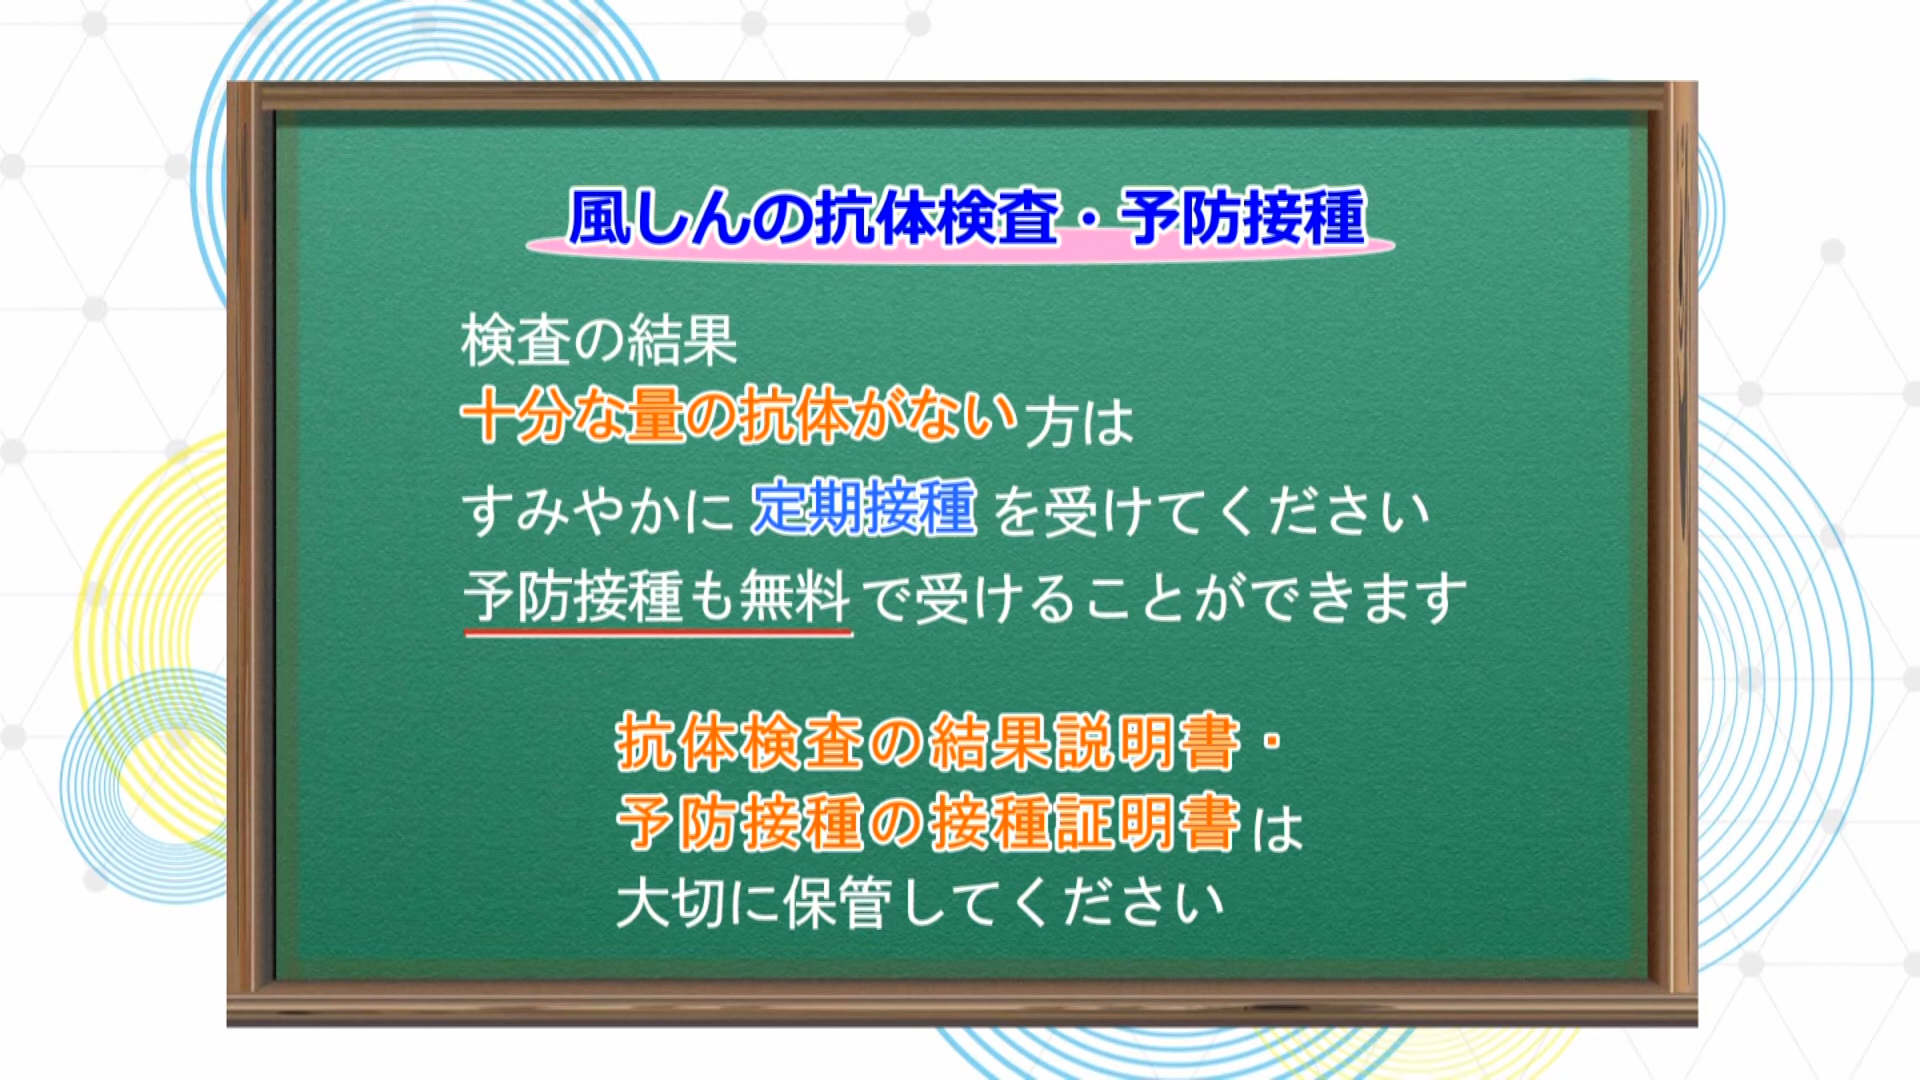 風しんの抗体検査・予防接種
検査の結果
十分な量の抗体がない方は
すみやかに 定期接種 を受けてください
予防接種も無料で受けることができます
抗体検査の結果説明書・
予防接種の接種証明書は
大切に保管してください